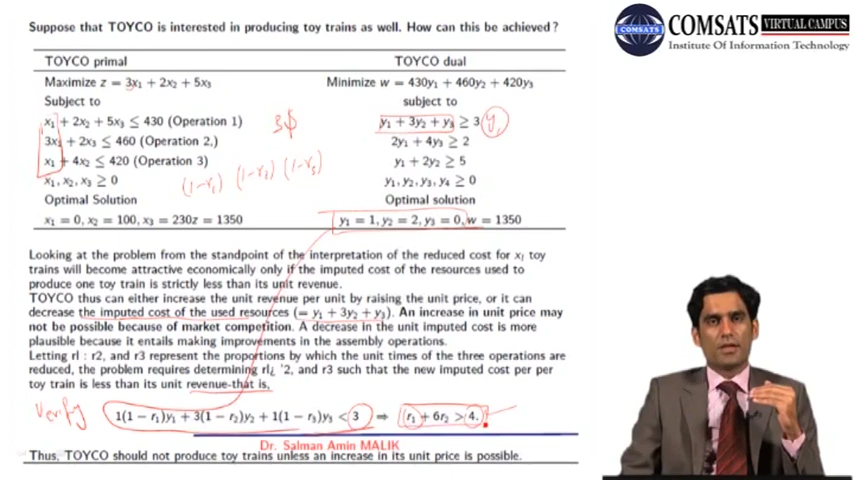 Suppose that TOYCO is interested in producing toy trains as well. How can this be achieved?
COMSATS VIRTUAL CAMPUS
Institute Of Information Technology
TOYCO primal TOYCO dual
Maximize z = 3x₁ + 2x₂ + 5x₃ Minimize w = 430y₁ + 460y₂ + 420y₃
Subject to subject to
x₁ + 2x₂ + 5x₃ ≤ 430 (Operation 1) 3$ y₁ + 3y₂ + y₃ ≥ 3 y₁
3x₁ + 2x₃ ≤ 460 (Operation 2,) 2y₁ + 4y₃ ≥ 2
x₁ + 4x₂ ≤ 420 (Operation 3) y₁ + 2y₂ ≥ 5
x₁, x₂, x₃ ≥ 0 (1-r₁) (1-r₂) (1-r₃) y₁, y₂, y₃, y₄ ≥ 0
Optimal Solution Optimal solution
x₁ = 0, x₂ = 100, x₃ = 230z = 1350 y₁ = 1, y₂ = 2, y₃ = 0, w = 1350
Looking at the problem from the standpoint of the interpretation of the reduced cost for x₁ toy
trains will become attractive economically only if the imputed cost of the resources used to
produce one toy train is strictly less than its unit revenue.
TOYCO thus can either increase the unit revenue per unit by raising the unit price, or it can
decrease the imputed cost of the used resources (= y₁ + 3y₂ + y₃). An increase in unit price may
not be possible because of market competition. A decrease in the unit imputed cost is more
plausible because it entails making improvements in the assembly operations.
Letting rl : r2, and r3 represent the proportions by which the unit times of the three operations are
reduced, the problem requires determining rl¿ '2, and r3 such that the new imputed cost per per
toy train is less than its unit revenue-that is,
Verify 1(1 − r₁)y₁ + 3(1 − r₂)y₂ + 1(1 − r₃)y₃ < 3 ⇒ r₁ + 6r₂ > 4.
Dr. Salman Amin MALIK
Thus, TOYCO should not produce toy trains unless an increase in its unit price is possible.